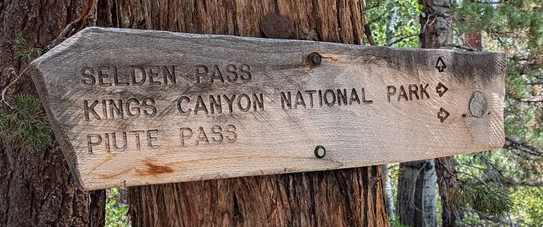 SELDEN PASS
KINGS CANYON NATIONAL PARK
PIUTE PASS